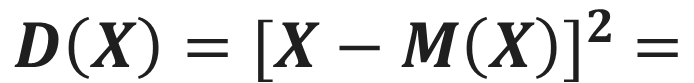 D(X) = [X − M(X)]² =